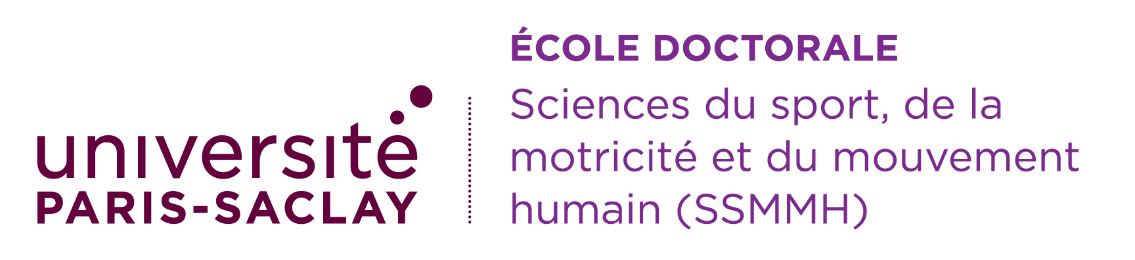 université
PARIS-SACLAY
ÉCOLE DOCTORALE
Sciences du sport, de la
motricité et du mouvement
humain (SSMMH)